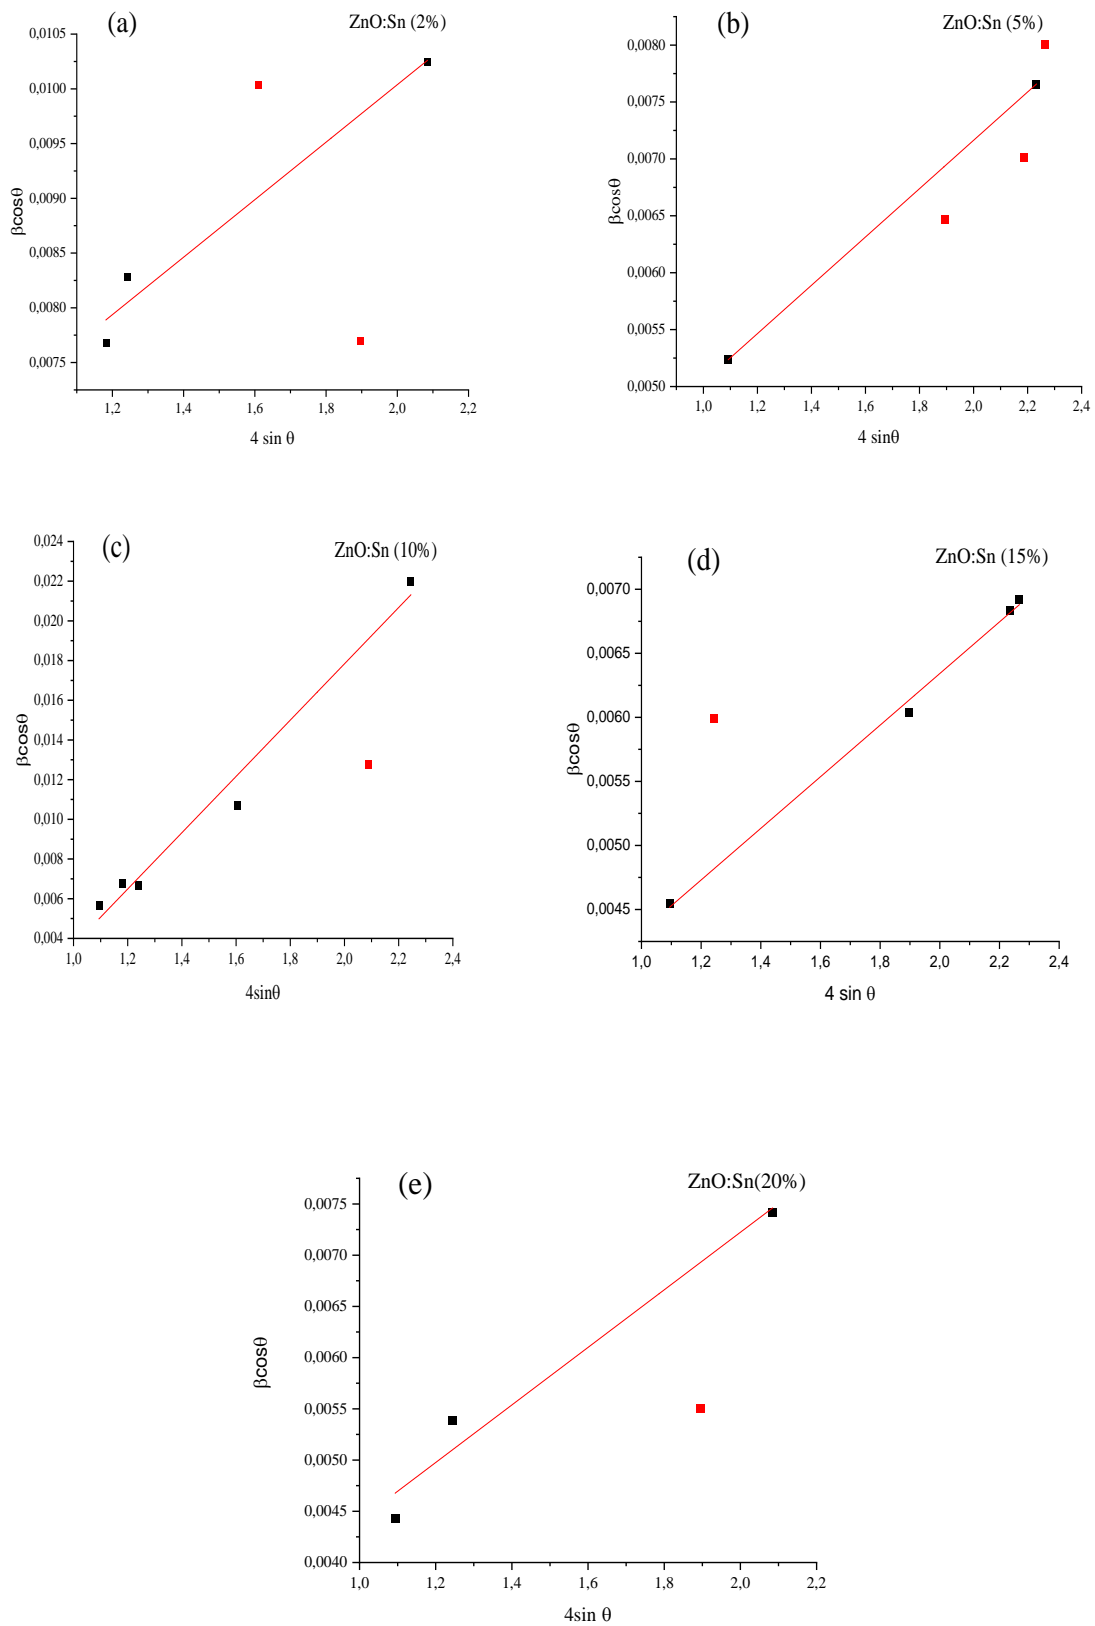 (a)
ZnO:Sn (2%)
0,0105
0,0100
0,0095
0,0090
0,0085
0,0080
0,0075
βcosθ
1,2 1,4 1,6 1,8 2,0 2,2
4 sin θ
(b)
ZnO:Sn (5%)
0,0080
0,0075
0,0070
0,0065
0,0060
0,0055
0,0050
βcosθ
1,0 1,2 1,4 1,6 1,8 2,0 2,2 2,4
4 sinθ
(c)
ZnO:Sn (10%)
0,024
0,022
0,020
0,018
0,016
0,014
0,012
0,010
0,008
0,006
0,004
βcosθ
1,0 1,2 1,4 1,6 1,8 2,0 2,2 2,4
4sinθ
(d)
ZnO:Sn (15%)
0,0070
0,0065
0,0060
0,0055
0,0050
0,0045
βcosθ
1,0 1,2 1,4 1,6 1,8 2,0 2,2 2,4
4 sin θ
(e)
ZnO:Sn(20%)
0,0075
0,0070
0,0065
0,0060
0,0055
0,0050
0,0045
0,0040
βcosθ
1,0 1,2 1,4 1,6 1,8 2,0 2,2
4sin θ